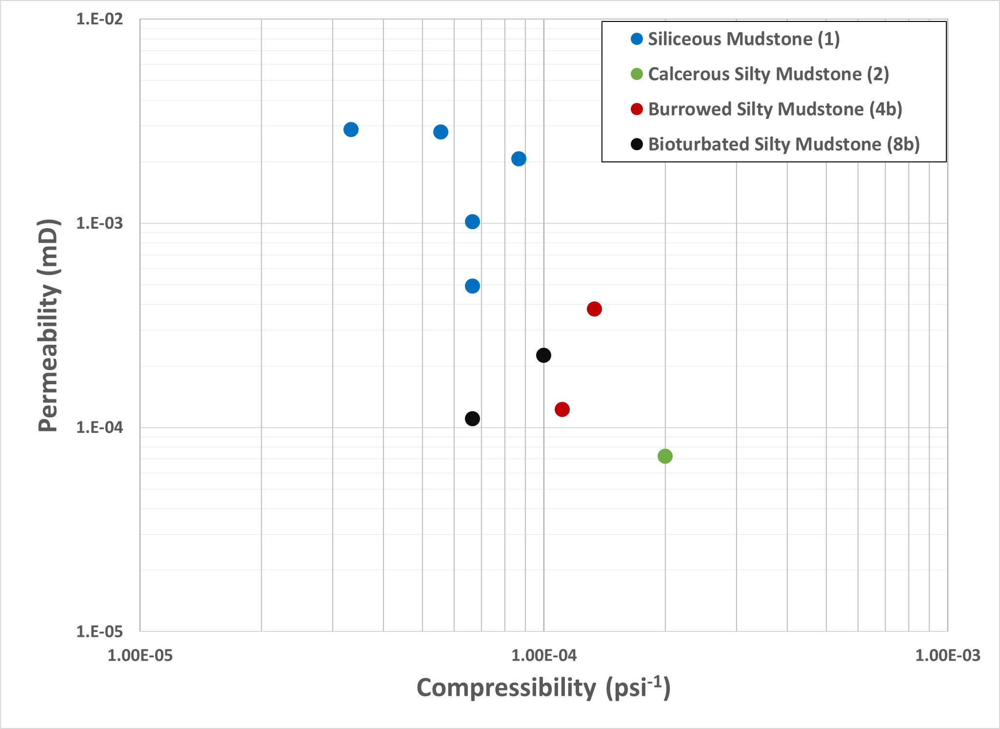 1.E-02
1.E-03
1.E-04
1.E-05
Permeability (mD)
Siliceous Mudstone (1)
Calcerous Silty Mudstone (2)
Burrowed Silty Mudstone (4b)
Bioturbated Silty Mudstone (8b)
1.00E-05 1.00E-04 1.00E-03
Compressibility (psi⁻¹)